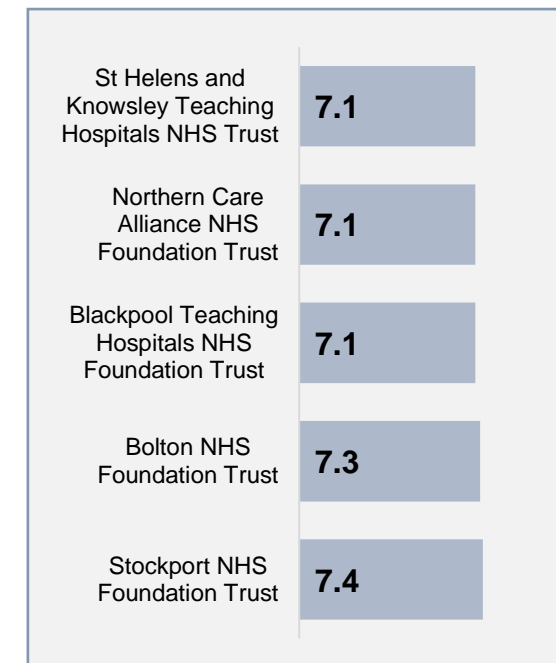 St Helens and
Knowsley Teaching
Hospitals NHS Trust
7.1
Northern Care
Alliance NHS
Foundation Trust
7.1
Blackpool Teaching
Hospitals NHS
Foundation Trust
7.1
Bolton NHS
Foundation Trust
7.3
Stockport NHS
Foundation Trust
7.4